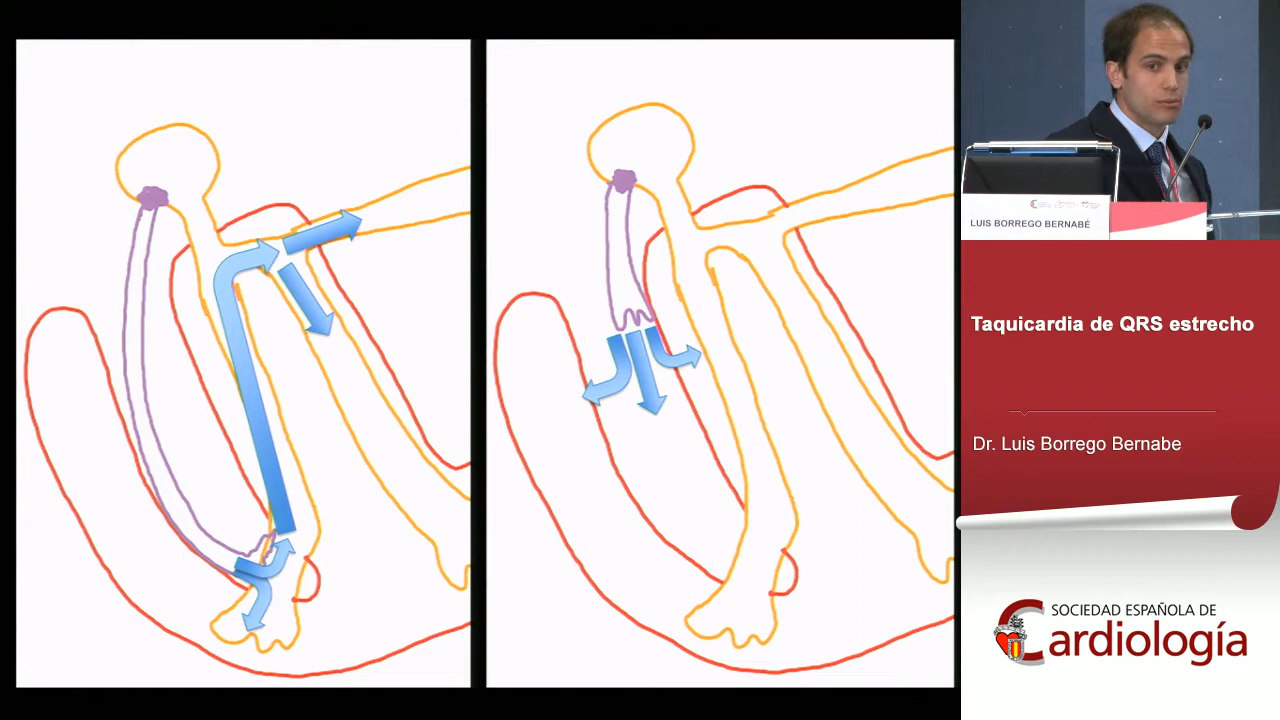 LUIS BORREGO BERNABÉ
Taquicardia de QRS estrecho
Dr. Luis Borrego Bernabe
SOCIEDAD ESPAÑOLA DE
Cardiología